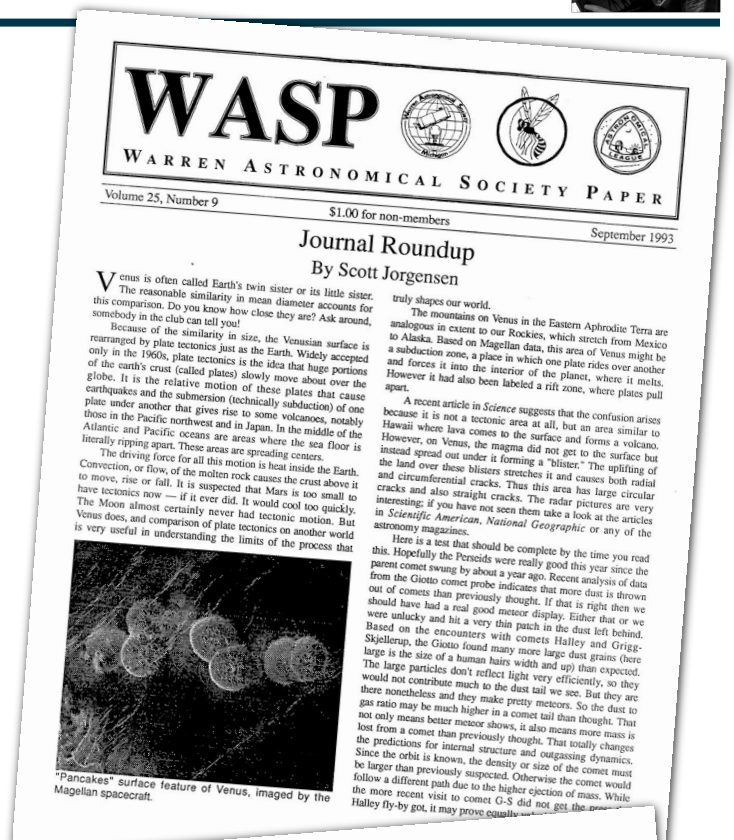 WASP
WARREN ASTRONOMICAL SOCIETY PAPER
Volume 25, Number 9
$1.00 for non-members
September 1993
Journal Roundup
By Scott Jorgensen
Venus is often called Earth's twin sister or its little sister.
The reasonable similarity in mean diameter accounts for
this comparison. Do you know how close they are? Ask around,
somebody in the club can tell you!
Because of the similarity in size, the Venusian surface is
rearranged by plate tectonics just as the Earth. Widely accepted
only in the 1960s, plate tectonics is the idea that huge portions
of the earth's crust (called plates) slowly move about over the
globe. It is the relative motion of these plates that cause
earthquakes and the submersion (technically subduction) of one
plate under another that gives rise to some volcanoes, notably
those in the Pacific northwest and in Japan. In the middle of the
Atlantic and Pacific oceans are areas where the sea floor is
literally ripping apart. These areas are spreading centers.
The driving force for all this motion is heat inside the Earth.
Convection, or flow, of the molten rock causes the crust above it
to move, rise or fall. It is suspected that Mars is too small to
have tectonics now — if it ever did. It would cool too quickly.
The Moon almost certainly never had tectonic motion. But
Venus does, and comparison of plate tectonics on another world
is very useful in understanding the limits of the process that
"Pancakes" surface feature of Venus, imaged by the
Magellan spacecraft.
truly shapes our world.
The mountains on Venus in the Eastern Aphrodite Terra are
analogous in extent to our Rockies, which stretch from Mexico
to Alaska. Based on Magellan data, this area of Venus might be
a subduction zone, a place in which one plate rides over another
and forces it into the interior of the planet, where it melts.
However it had also been labeled a rift zone, where plates pull
apart.
A recent article in Science suggests that the confusion arises
because it is not a tectonic area at all, but an area similar to
Hawaii where lava comes to the surface and forms a volcano.
However, on Venus, the magma did not get to the surface but
instead spread out under it forming a "blister." The uplifting of
the land over these blisters stretches it and causes both radial
and circumferential cracks. Thus this area has large circular
cracks and also straight cracks. The radar pictures are very
interesting; if you have not seen them take a look at the articles
in Scientific American, National Geographic or any of the
astronomy magazines.
Here is a test that should be complete by the time you read
this. Hopefully the Perseids were really good this year since the
parent comet swung by about a year ago. Recent analysis of data
from the Giotto comet probe indicates that more dust is thrown
out of comets than previously thought. If that is right then we
should have had a real good meteor display. Either that or we
were unlucky and hit a very thin patch in the dust left behind.
Based on the encounters with comets Halley and Grigg-
Skjellerup, the Giotto found many more large dust grains (here
large is the size of a human hairs width and up) than expected.
The large particles don't reflect light very efficiently, so they
would not contribute much to the dust tail we see. But they are
there nonetheless and they make pretty meteors. So the dust to
gas ratio may be much higher in a comet tail than thought. That
not only means better meteor shows, it also means more mass is
lost from a comet than previously thought. That totally changes
the predictions for internal structure and outgassing dynamics.
Since the orbit is known, the density or size of the comet must
be larger than previously suspected. Otherwise the comet would
follow a different path due to the higher ejection of mass. While
the more recent visit to comet G-S did not get the
Halley fly-by got, it may prove equally